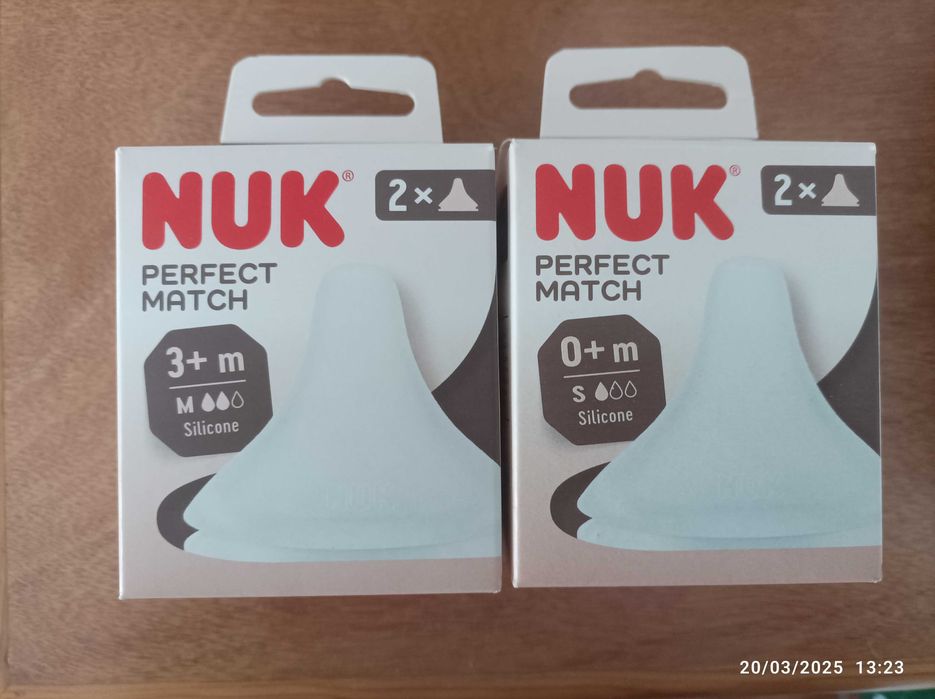 NUK®
2×
PERFECT
MATCH
3+ m
M
Silicone
NUK®
2×
PERFECT
MATCH
0+ m
S
Silicone
20/03/2025 13:23